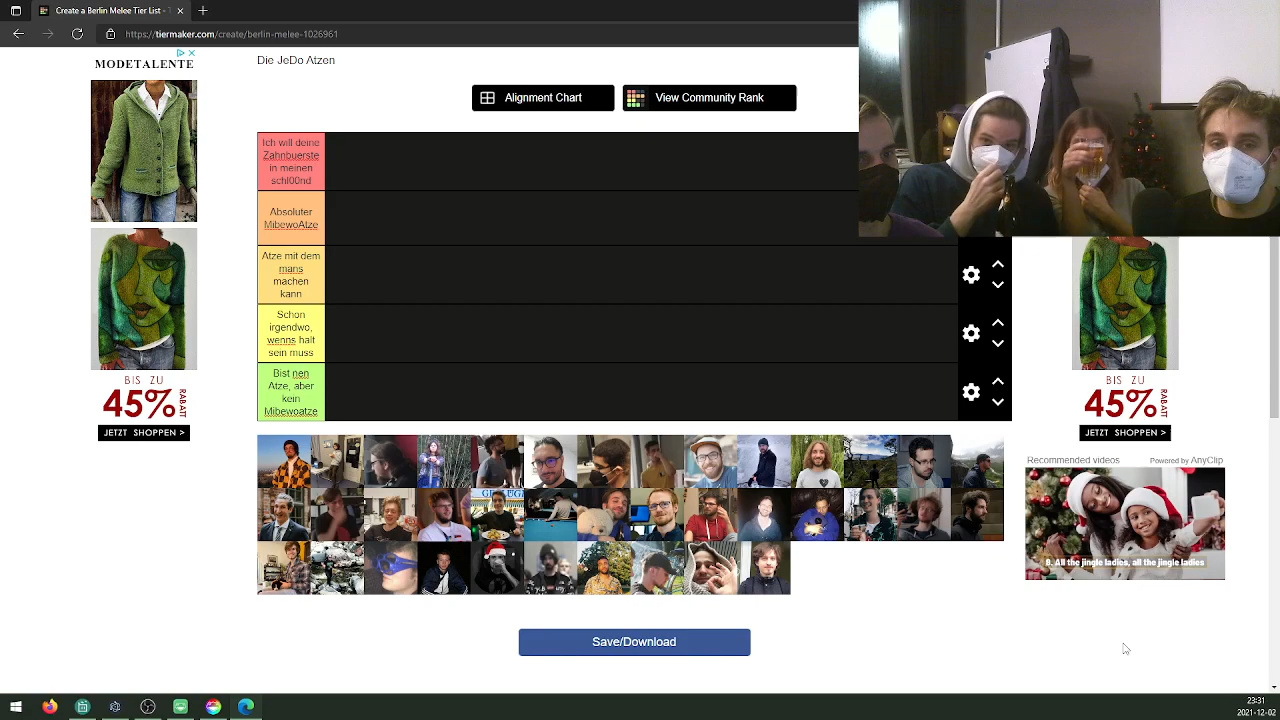 Create a Berlin Melee Tier List - T
https://tiermaker.com/create/berlin-melee-1026961
MODETALENTE
Die JeDo Atzen
Alignment Chart
View Community Rank
Ich will deine
Zahnbuerste
in meinen
schl00nd
Absoluter
MibewoAtze
Atze mit dem
mans
machen
kann
Schon
irgendwo,
wenns halt
sein muss
Bist nen
Atze, aber
kein
Mibewoatze
BIS ZU
45%
RABATT
JETZT SHOPPEN >
BIS ZU
45%
RABATT
JETZT SHOPPEN >
Recommended videos
Powered by AnyClip
9. All the jingle ladies, all the jingle ladies
Save/Download
23:31
2021-12-02